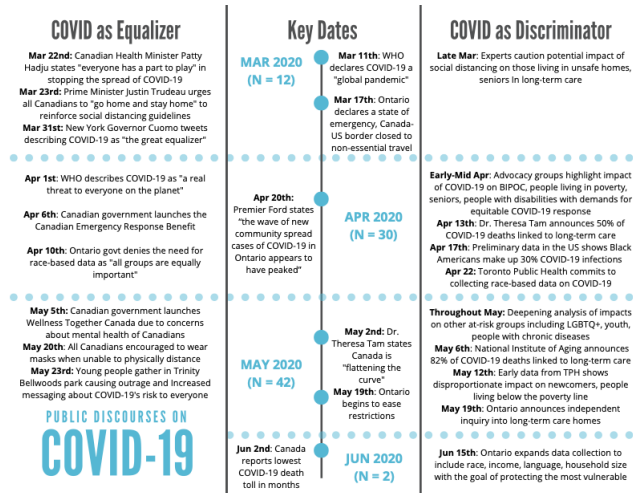 COVID as Equalizer
Mar 22nd: Canadian Health Minister Patty
Hadju states "everyone has a part to play" in
stopping the spread of COVID-19
Mar 23rd: Prime Minister Justin Trudeau urges
all Canadians to "go home and stay home" to
reinforce social distancing guidelines
Mar 31st: New York Governor Cuomo tweets
describing COVID-19 as "the great equalizer"
Apr 1st: WHO describes COVID-19 as "a real
threat to everyone on the planet"
Apr 6th: Canadian government launches the
Canadian Emergency Response Benefit
Apr 10th: Ontario govt denies the need for
race-based data as "all groups are equally
important"
May 5th: Canadian government launches
Wellness Together Canada due to concerns
about mental health of Canadians
May 20th: All Canadians encouraged to wear
masks when unable to physically distance
May 23rd: Young people gather in Trinity
Bellwoods park causing outrage and Increased
messaging about COVID-19's risk to everyone
PUBLIC DISCOURSES ON
COVID-19
Key Dates
MAR 2020
(N = 12)
Mar 11th: WHO
declares COVID-19 a
"global pandemic"
Mar 17th: Ontario
declares a state of
emergency, Canada-
US border closed to
non-essential travel
Apr 20th:
Premier Ford states
"the wave of new
community spread
cases of COVID-19 in
Ontario appears to
have peaked"
APR 2020
(N = 30)
MAY 2020
(N = 42)
May 2nd: Dr.
Theresa Tam states
Canada is
"flattening the
curve"
May 19th: Ontario
begins to ease
restrictions
Jun 2nd: Canada
reports lowest
COVID-19 death
toll in months
JUN 2020
(N = 2)
COVID as Discriminator
Late Mar: Experts caution potential impact of
social distancing on those living in unsafe homes,
seniors In long-term care
Early-Mid Apr: Advocacy groups highlight impact
of COVID-19 on BIPOC, people living in poverty,
seniors, people with disabilities with demands for
equitable COVID-19 response
Apr 13th: Dr. Theresa Tam announces 50% of
COVID-19 deaths linked to long-term care
Apr 17th: Preliminary data in the US shows Black
Americans make up 30% COVID-19 infections
Apr 22: Toronto Public Health commits to
collecting race-based data on COVID-19
Throughout May: Deepening analysis of impacts
on other at-risk groups including LGBTQ+, youth,
people with chronic diseases
May 6th: National Institute of Aging announces
82% of COVID-19 deaths linked to long-term care
May 12th: Early data from TPH shows
disproportionate impact on newcomers, people
living below the poverty line
May 19th: Ontario announces independent
inquiry into long-term care homes
Jun 15th: Ontario expands data collection to
include race, income, language, household size
with the goal of protecting the most vulnerable